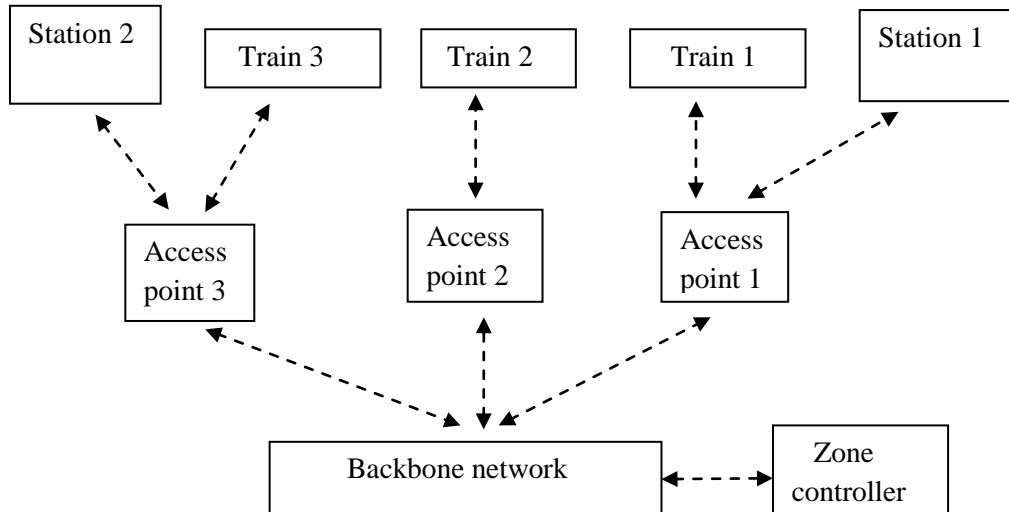 Station 2
Train 3
Train 2
Train 1
Station 1
Access
point 3
Access
point 2
Access
point 1
Backbone network
Zone
controller